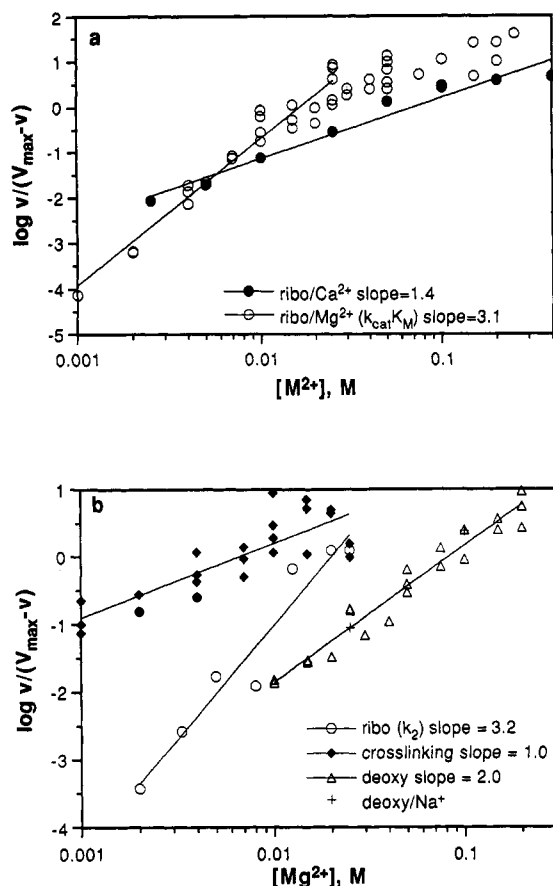 a
2
1
0
-1
-2
-3
-4
-5
log v/(Vmax-v)
ribo/Ca²⁺ slope=1.4
ribo/Mg²⁺ (kcatKM) slope=3.1
0.001
0.01
0.1
[M²⁺], M
b
1
0
-1
-2
-3
-4
log v/(Vmax-v)
ribo (k₂) slope = 3.2
crosslinking slope = 1.0
deoxy slope = 2.0
deoxy/Na⁺
0.001
0.01
0.1
[Mg²⁺], M